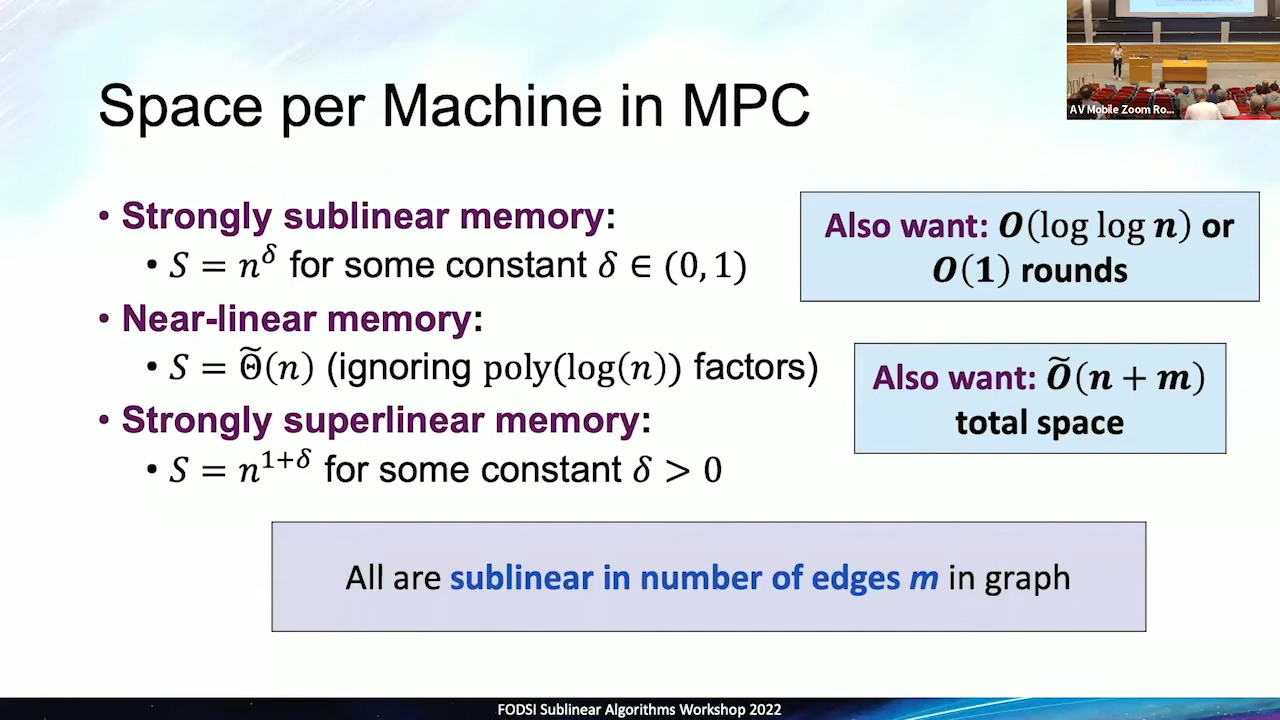 Space per Machine in MPC
• Strongly sublinear memory:
• S = n^δ for some constant δ ∈ (0, 1)
• Near-linear memory:
• S = Θ̃(n) (ignoring poly(log(n)) factors)
• Strongly superlinear memory:
• S = n^{1+δ} for some constant δ > 0
Also want: O(log log n) or
O(1) rounds
Also want: Õ(n + m)
total space
All are sublinear in number of edges m in graph
AV Mobile Zoom Ro...
FODSI Sublinear Algorithms Workshop 2022